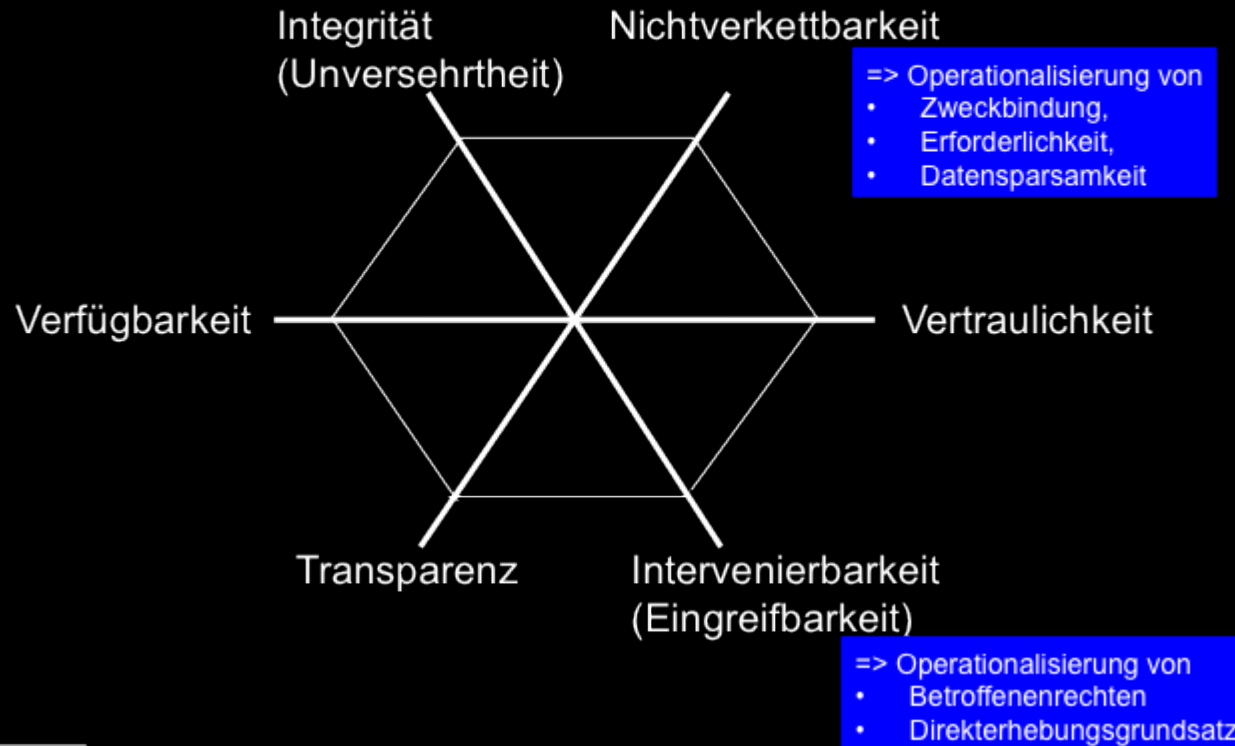 Integrität
(Unversehrtheit)
Nichtverkettbarkeit
=> Operationalisierung von
• Zweckbindung,
• Erforderlichkeit,
• Datensparsamkeit
Verfügbarkeit
Vertraulichkeit
Transparenz
Intervenierbarkeit
(Eingreifbarkeit)
=> Operationalisierung von
• Betroffenenrechten
• Direkterhebungsgrundsatz